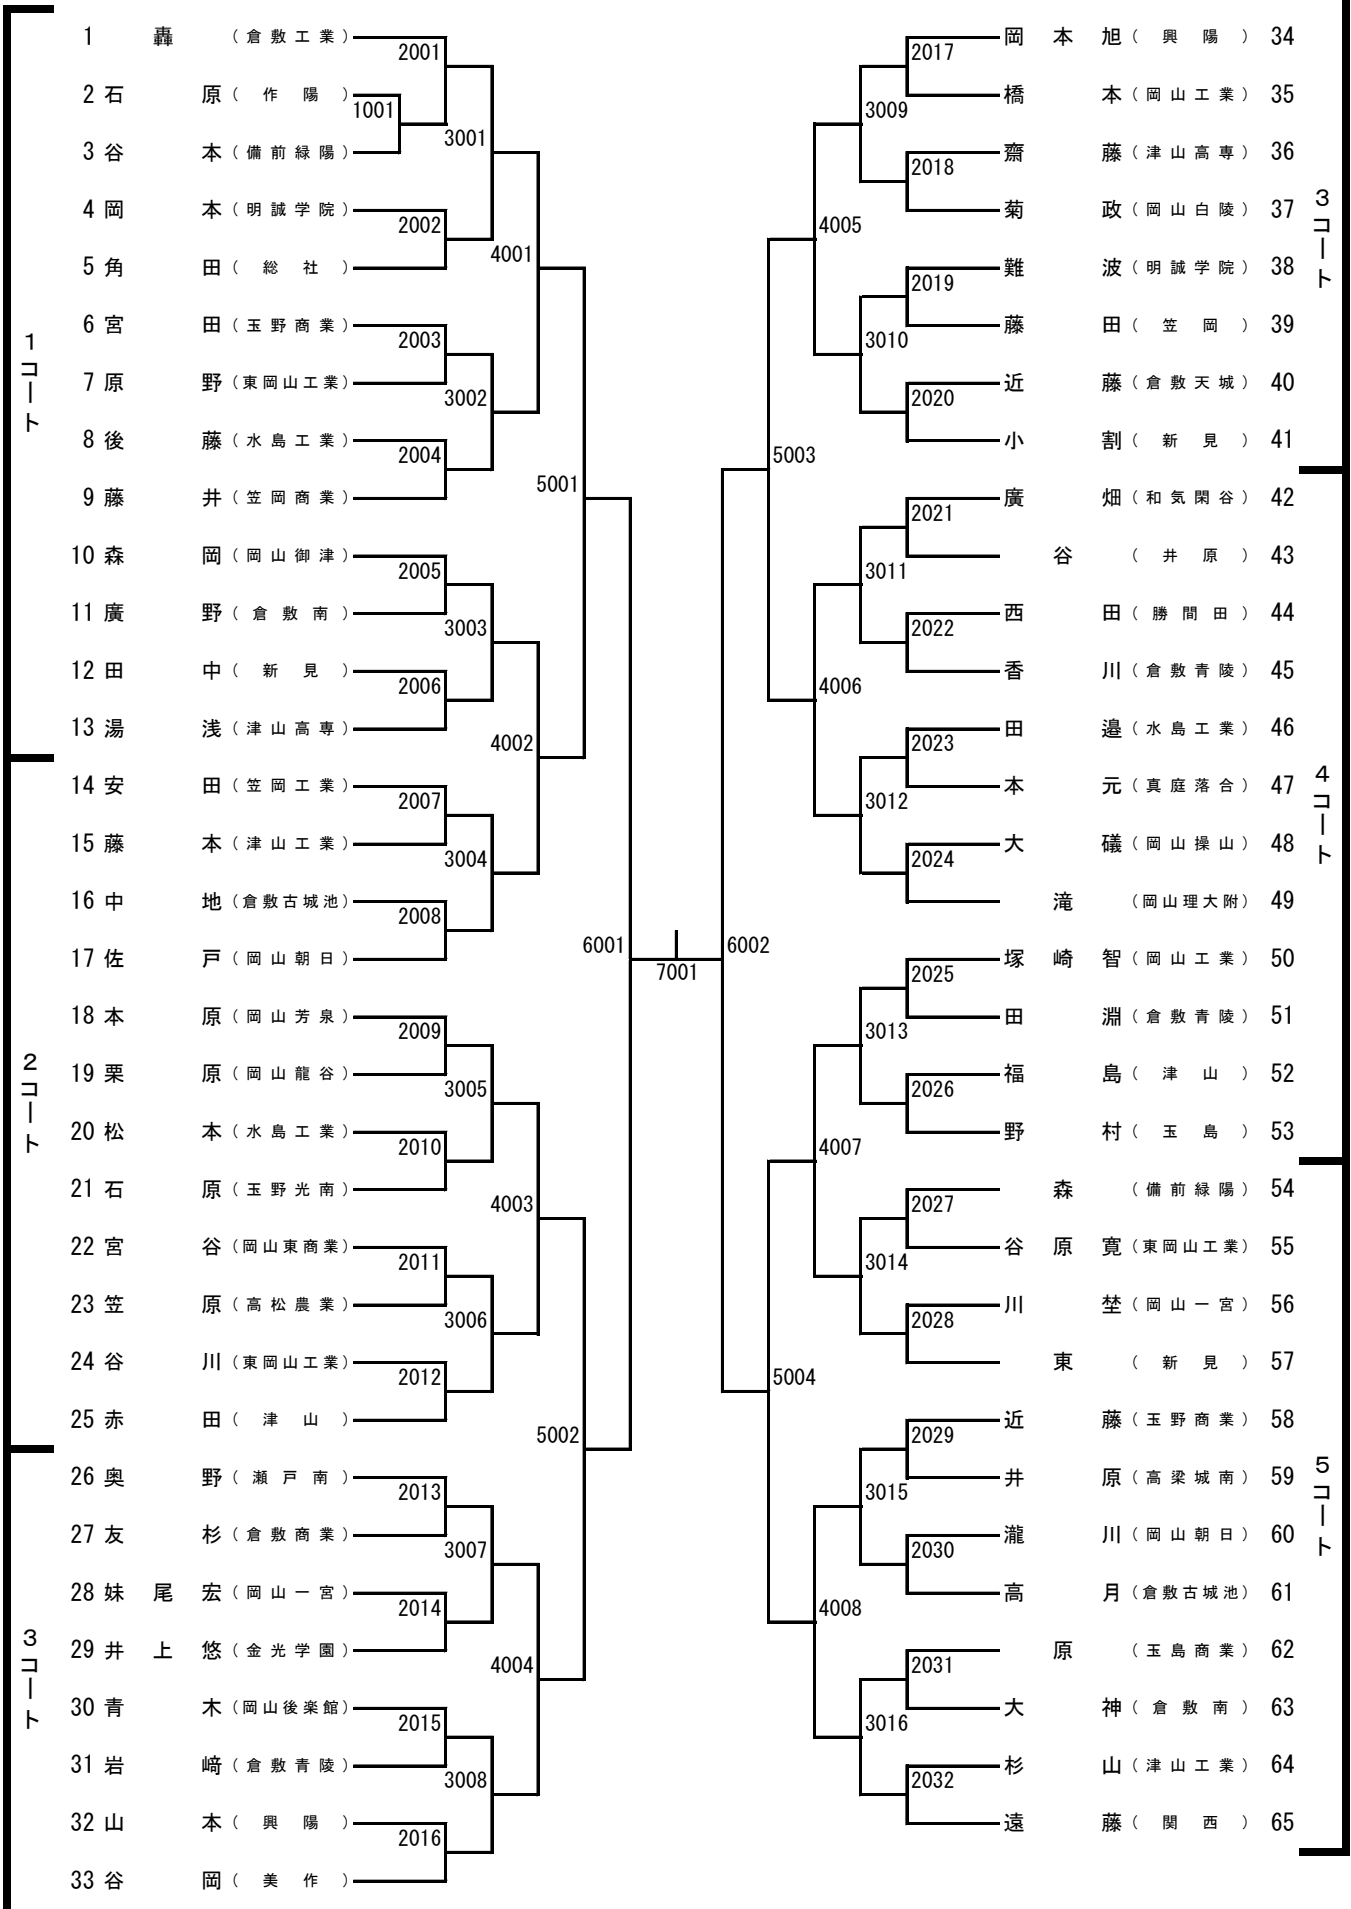 1コート
1 轟 (倉敷工業)
2 石原 (作陽)
3 谷本 (備前緑陽)
4 岡本 (明誠学院)
5 角田 (総社)
6 宮田 (玉野商業)
7 原野 (東岡山工業)
8 後藤 (水島工業)
9 藤井 (笠岡商業)
10 森岡 (岡山御津)
11 廣野 (倉敷南)
12 田中 (新見)
13 湯浅 (津山高専)
2コート
14 安田 (笠岡工業)
15 藤本 (津山工業)
16 中地 (倉敷古城池)
17 佐戸 (岡山朝日)
18 本原 (岡山芳泉)
19 栗原 (岡山龍谷)
20 松本 (水島工業)
21 石原 (玉野光南)
22 宮谷 (岡山東商業)
23 笠原 (高松農業)
24 谷川 (東岡山工業)
25 赤田 (津山)
3コート
26 奥野 (瀬戸南)
27 友杉 (倉敷商業)
28 妹尾宏 (岡山一宮)
29 井上悠 (金光学園)
30 青木 (岡山後楽館)
31 岩﨑 (倉敷青陵)
32 山本 (興陽)
33 谷岡 (美作)
1001
2001
2002
2003
2004
2005
2006
2007
2008
2009
2010
2011
2012
2013
2014
2015
2016
3001
3002
3003
3004
3005
3006
3007
3008
4001
4002
4003
4004
5001
5002
6001
7001
6002
5003
5004
4005
4006
4007
4008
3009
3010
3011
3012
3013
3014
3015
3016
2017
2018
2019
2020
2021
2022
2023
2024
2025
2026
2027
2028
2029
2030
2031
2032
岡本旭 (興陽) 34
橋本 (岡山工業) 35
齋藤 (津山高専) 36
菊政 (岡山白陵) 37
難波 (明誠学院) 38
藤田 (笠岡) 39
近藤 (倉敷天城) 40
小割 (新見) 41
3コート
廣畑 (和気閑谷) 42
谷 (井原) 43
西田 (勝間田) 44
香川 (倉敷青陵) 45
田邉 (水島工業) 46
本元 (真庭落合) 47
大礒 (岡山操山) 48
滝 (岡山理大附) 49
塚崎智 (岡山工業) 50
田淵 (倉敷青陵) 51
福島 (津山) 52
野村 (玉島) 53
4コート
森 (備前緑陽) 54
谷原寛 (東岡山工業) 55
川埜 (岡山一宮) 56
東 (新見) 57
近藤 (玉野商業) 58
井原 (高梁城南) 59
瀧川 (岡山朝日) 60
高月 (倉敷古城池) 61
原 (玉島商業) 62
大神 (倉敷南) 63
杉山 (津山工業) 64
遠藤 (関西) 65
5コート